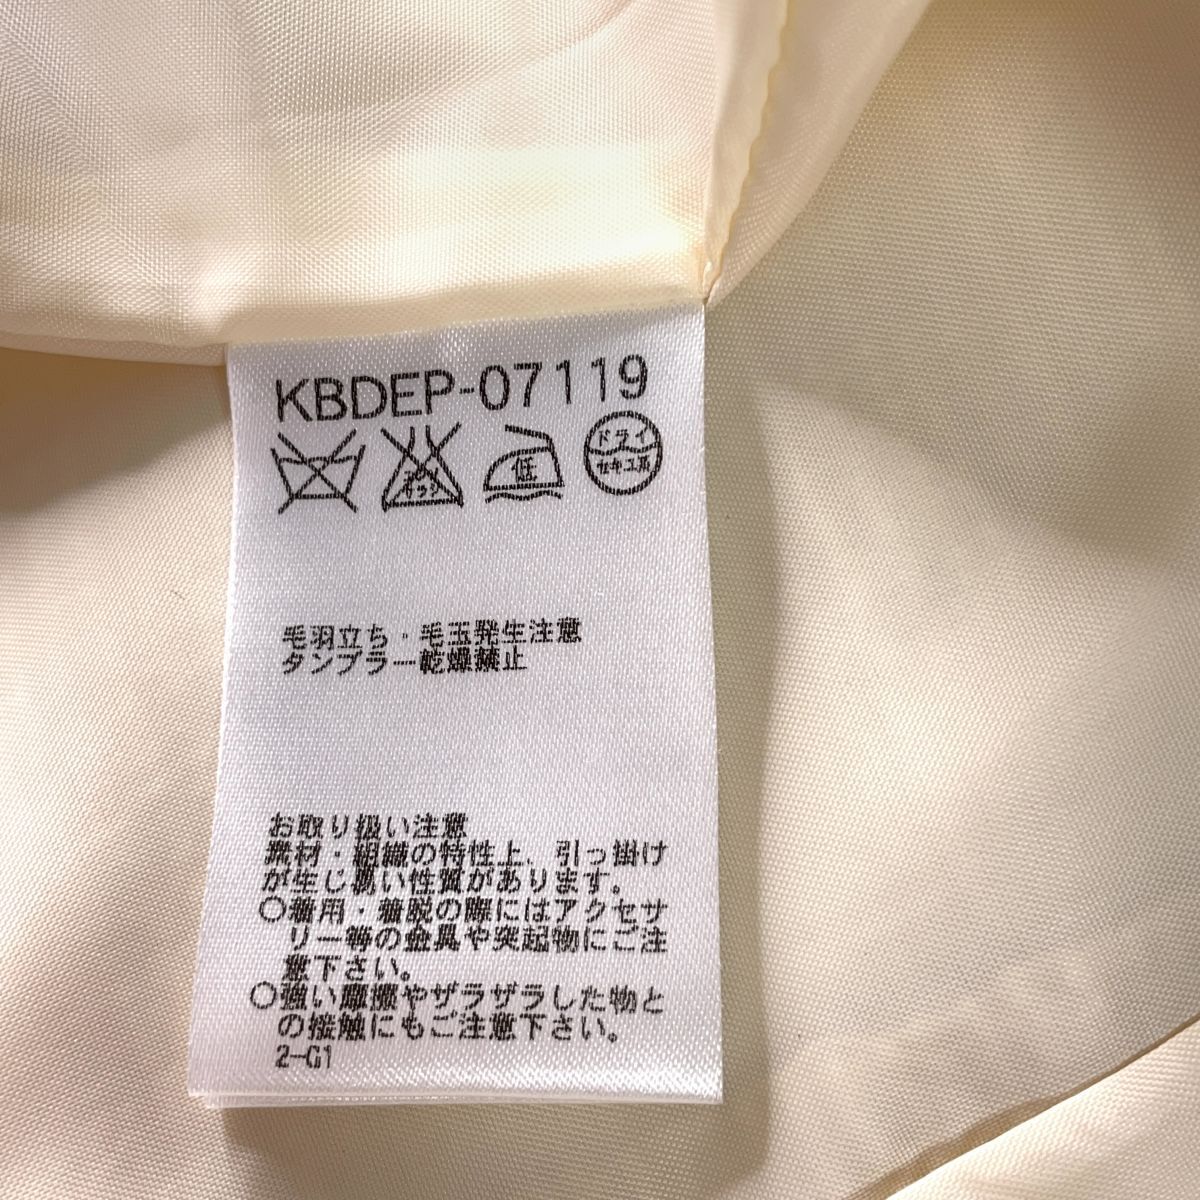 KBDEP-07119
エンソ サラシ
低
ドライ
セキユ系
毛羽立ち・毛玉発生注意
タンブラー乾燥禁止
お取り扱い注意
素材・組織の特性上、引っ掛け
が生じ易い性質があります。
○着用・着脱の際にはアクセサ
リー等の金具や突起物にご注
意下さい。
○強い摩擦やザラザラした物と
の接触にもご注意下さい。
2-G1